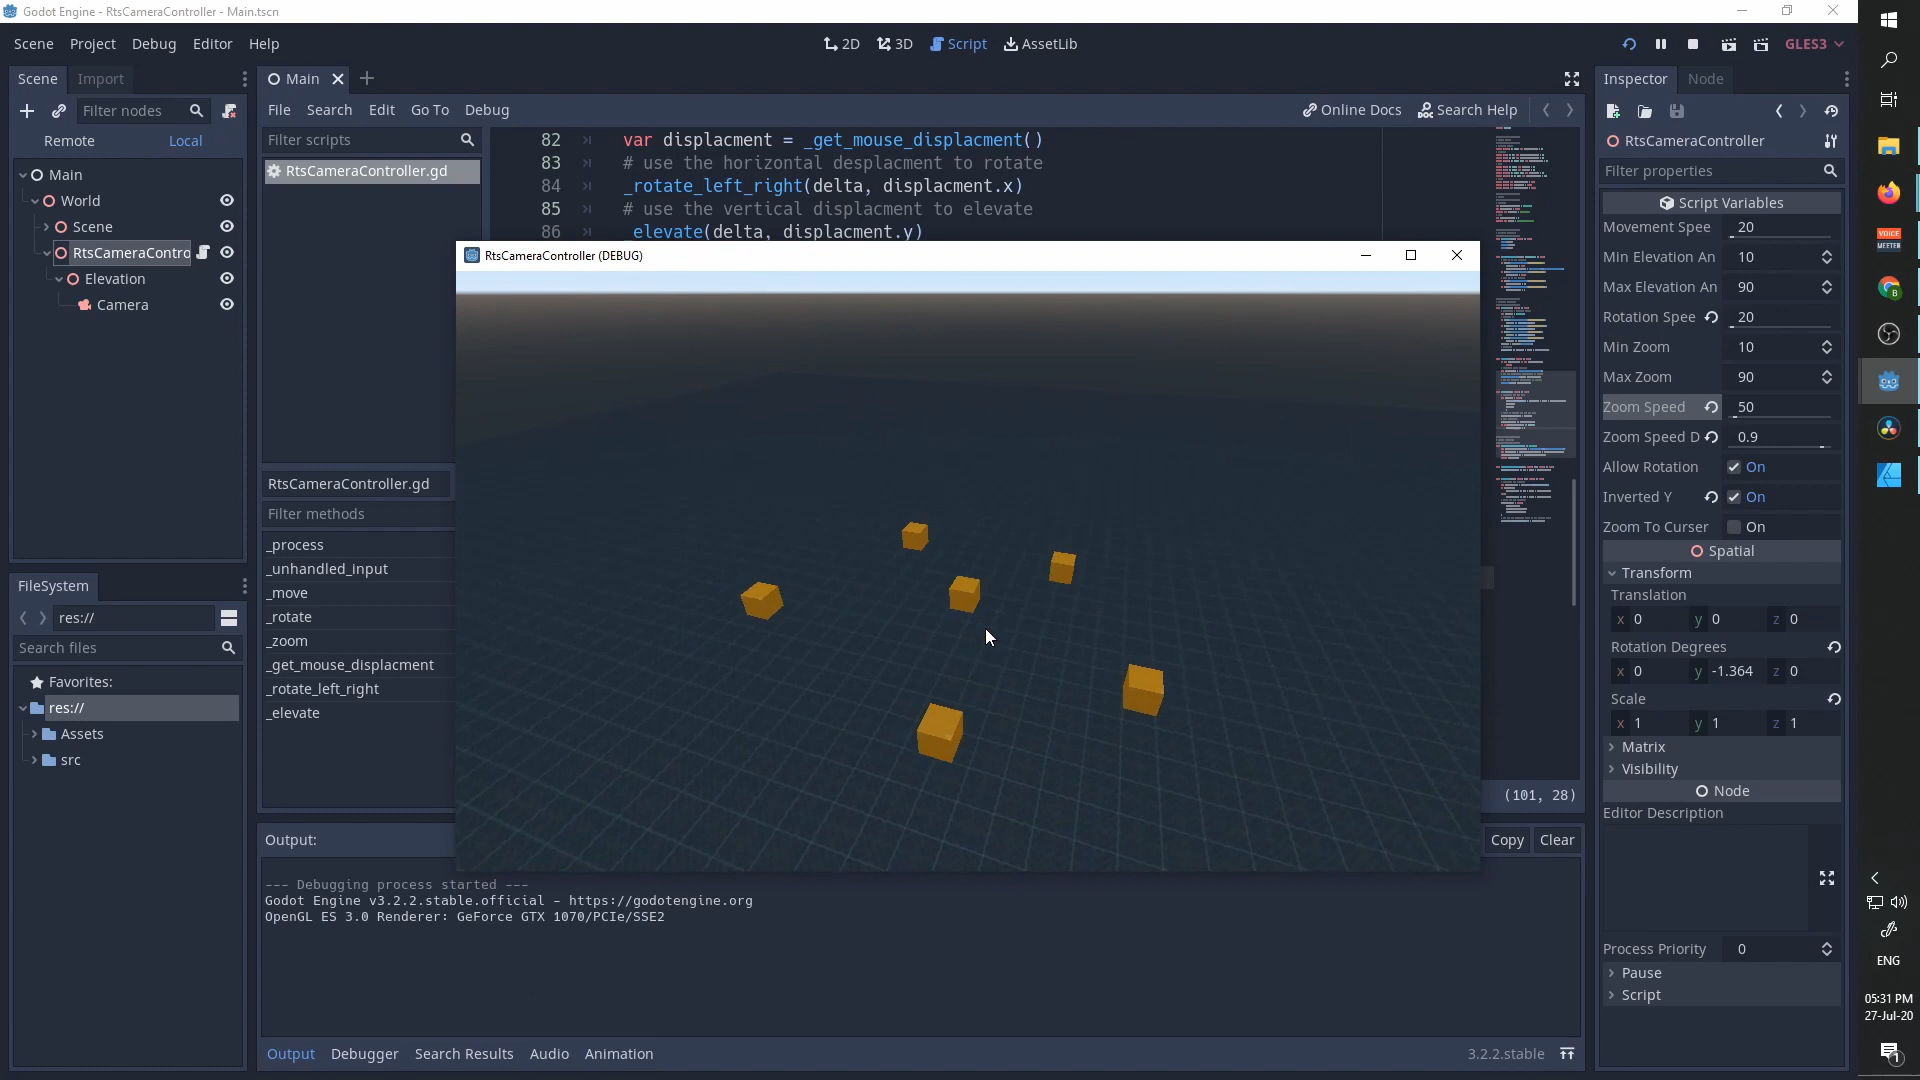 Godot Engine - RtsCameraController - Main.tscn
Scene Project Debug Editor Help
2D 3D Script AssetLib
GLES3
Scene Import
Filter nodes
Remote Local
Main
World
Scene
RtsCameraContro
Elevation
Camera
FileSystem
res://
Search files
Favorites:
res://
Assets
src
Main
File Search Edit Go To Debug
Online Docs Search Help
Filter scripts
RtsCameraController.gd
82 var displacment = _get_mouse_displacment()
83 # use the horizontal desplacment to rotate
84 _rotate_left_right(delta, displacment.x)
85 # use the vertical displacment to elevate
86 _elevate(delta, displacment.y)
RtsCameraController (DEBUG)
RtsCameraController.gd
Filter methods
_process
_unhandled_input
_move
_rotate
_zoom
_get_mouse_displacment
_rotate_left_right
_elevate
(101, 28)
Output:
Copy Clear
--- Debugging process started ---
Godot Engine v3.2.2.stable.official - https://godotengine.org
OpenGL ES 3.0 Renderer: GeForce GTX 1070/PCIe/SSE2
Output Debugger Search Results Audio Animation
3.2.2.stable
Inspector Node
RtsCameraController
Filter properties
Script Variables
Movement Spee 20
Min Elevation An 10
Max Elevation An 90
Rotation Spee 20
Min Zoom 10
Max Zoom 90
Zoom Speed 50
Zoom Speed D 0.9
Allow Rotation On
Inverted Y On
Zoom To Curser On
Spatial
Transform
Translation
x 0 y 0 z 0
Rotation Degrees
x 0 y -1.364 z 0
Scale
x 1 y 1 z 1
Matrix
Visibility
Node
Editor Description
Process Priority 0
Pause
Script
VOICE
MEETER
B
ENG
05:31 PM
27-Jul-20
1